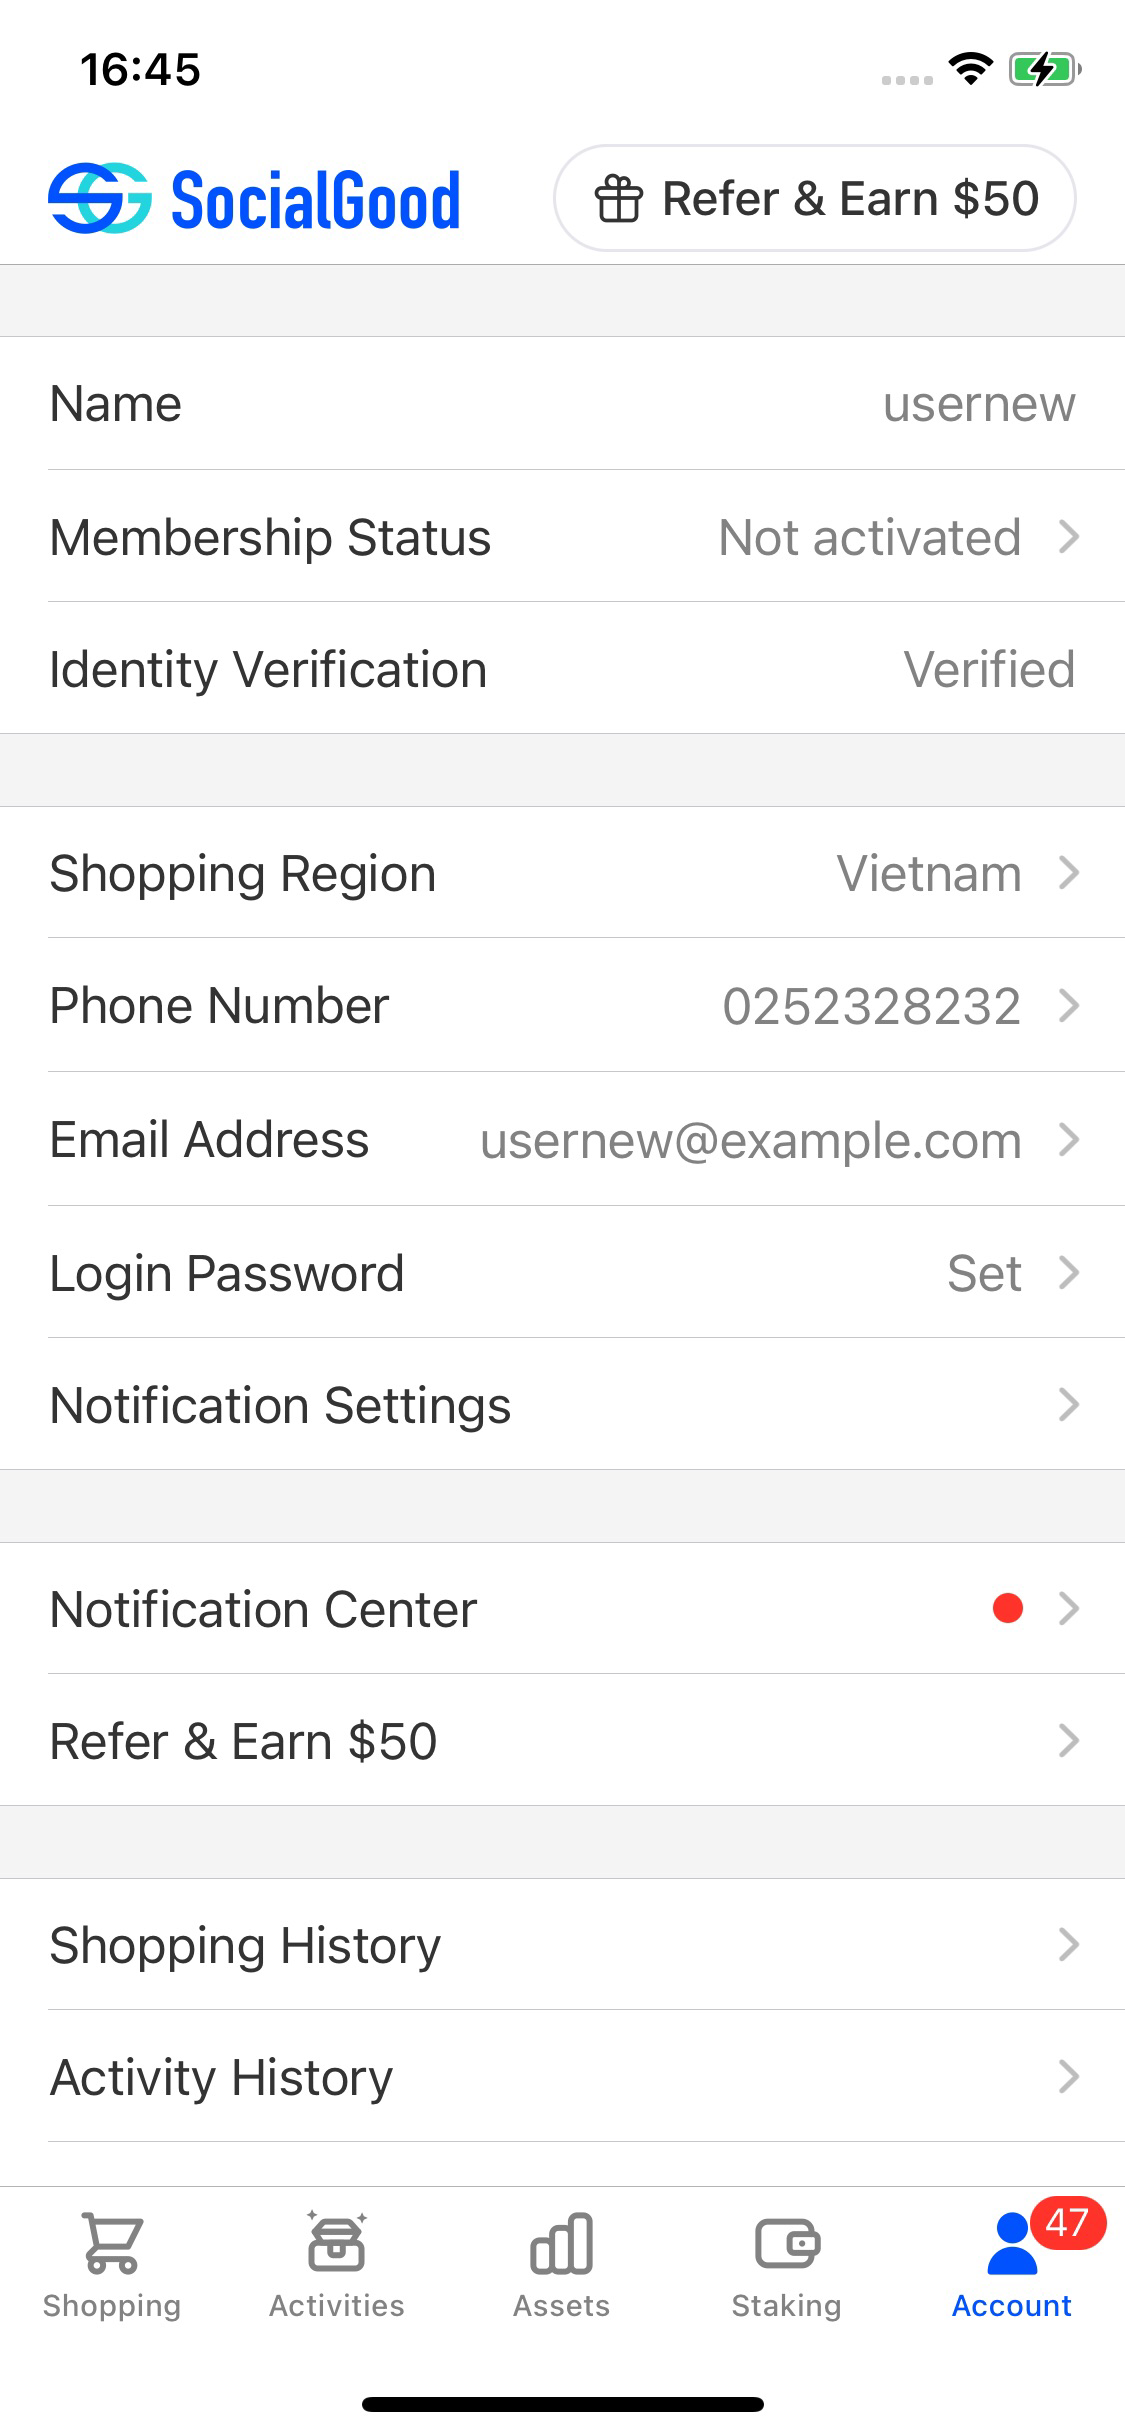 16:45
SocialGood
Refer & Earn $50
Name usernew
Membership Status Not activated
Identity Verification Verified
Shopping Region Vietnam
Phone Number 0252328232
Email Address usernew@example.com
Login Password Set
Notification Settings
Notification Center
Refer & Earn $50
Shopping History
Activity History
47
Shopping Activities Assets Staking Account